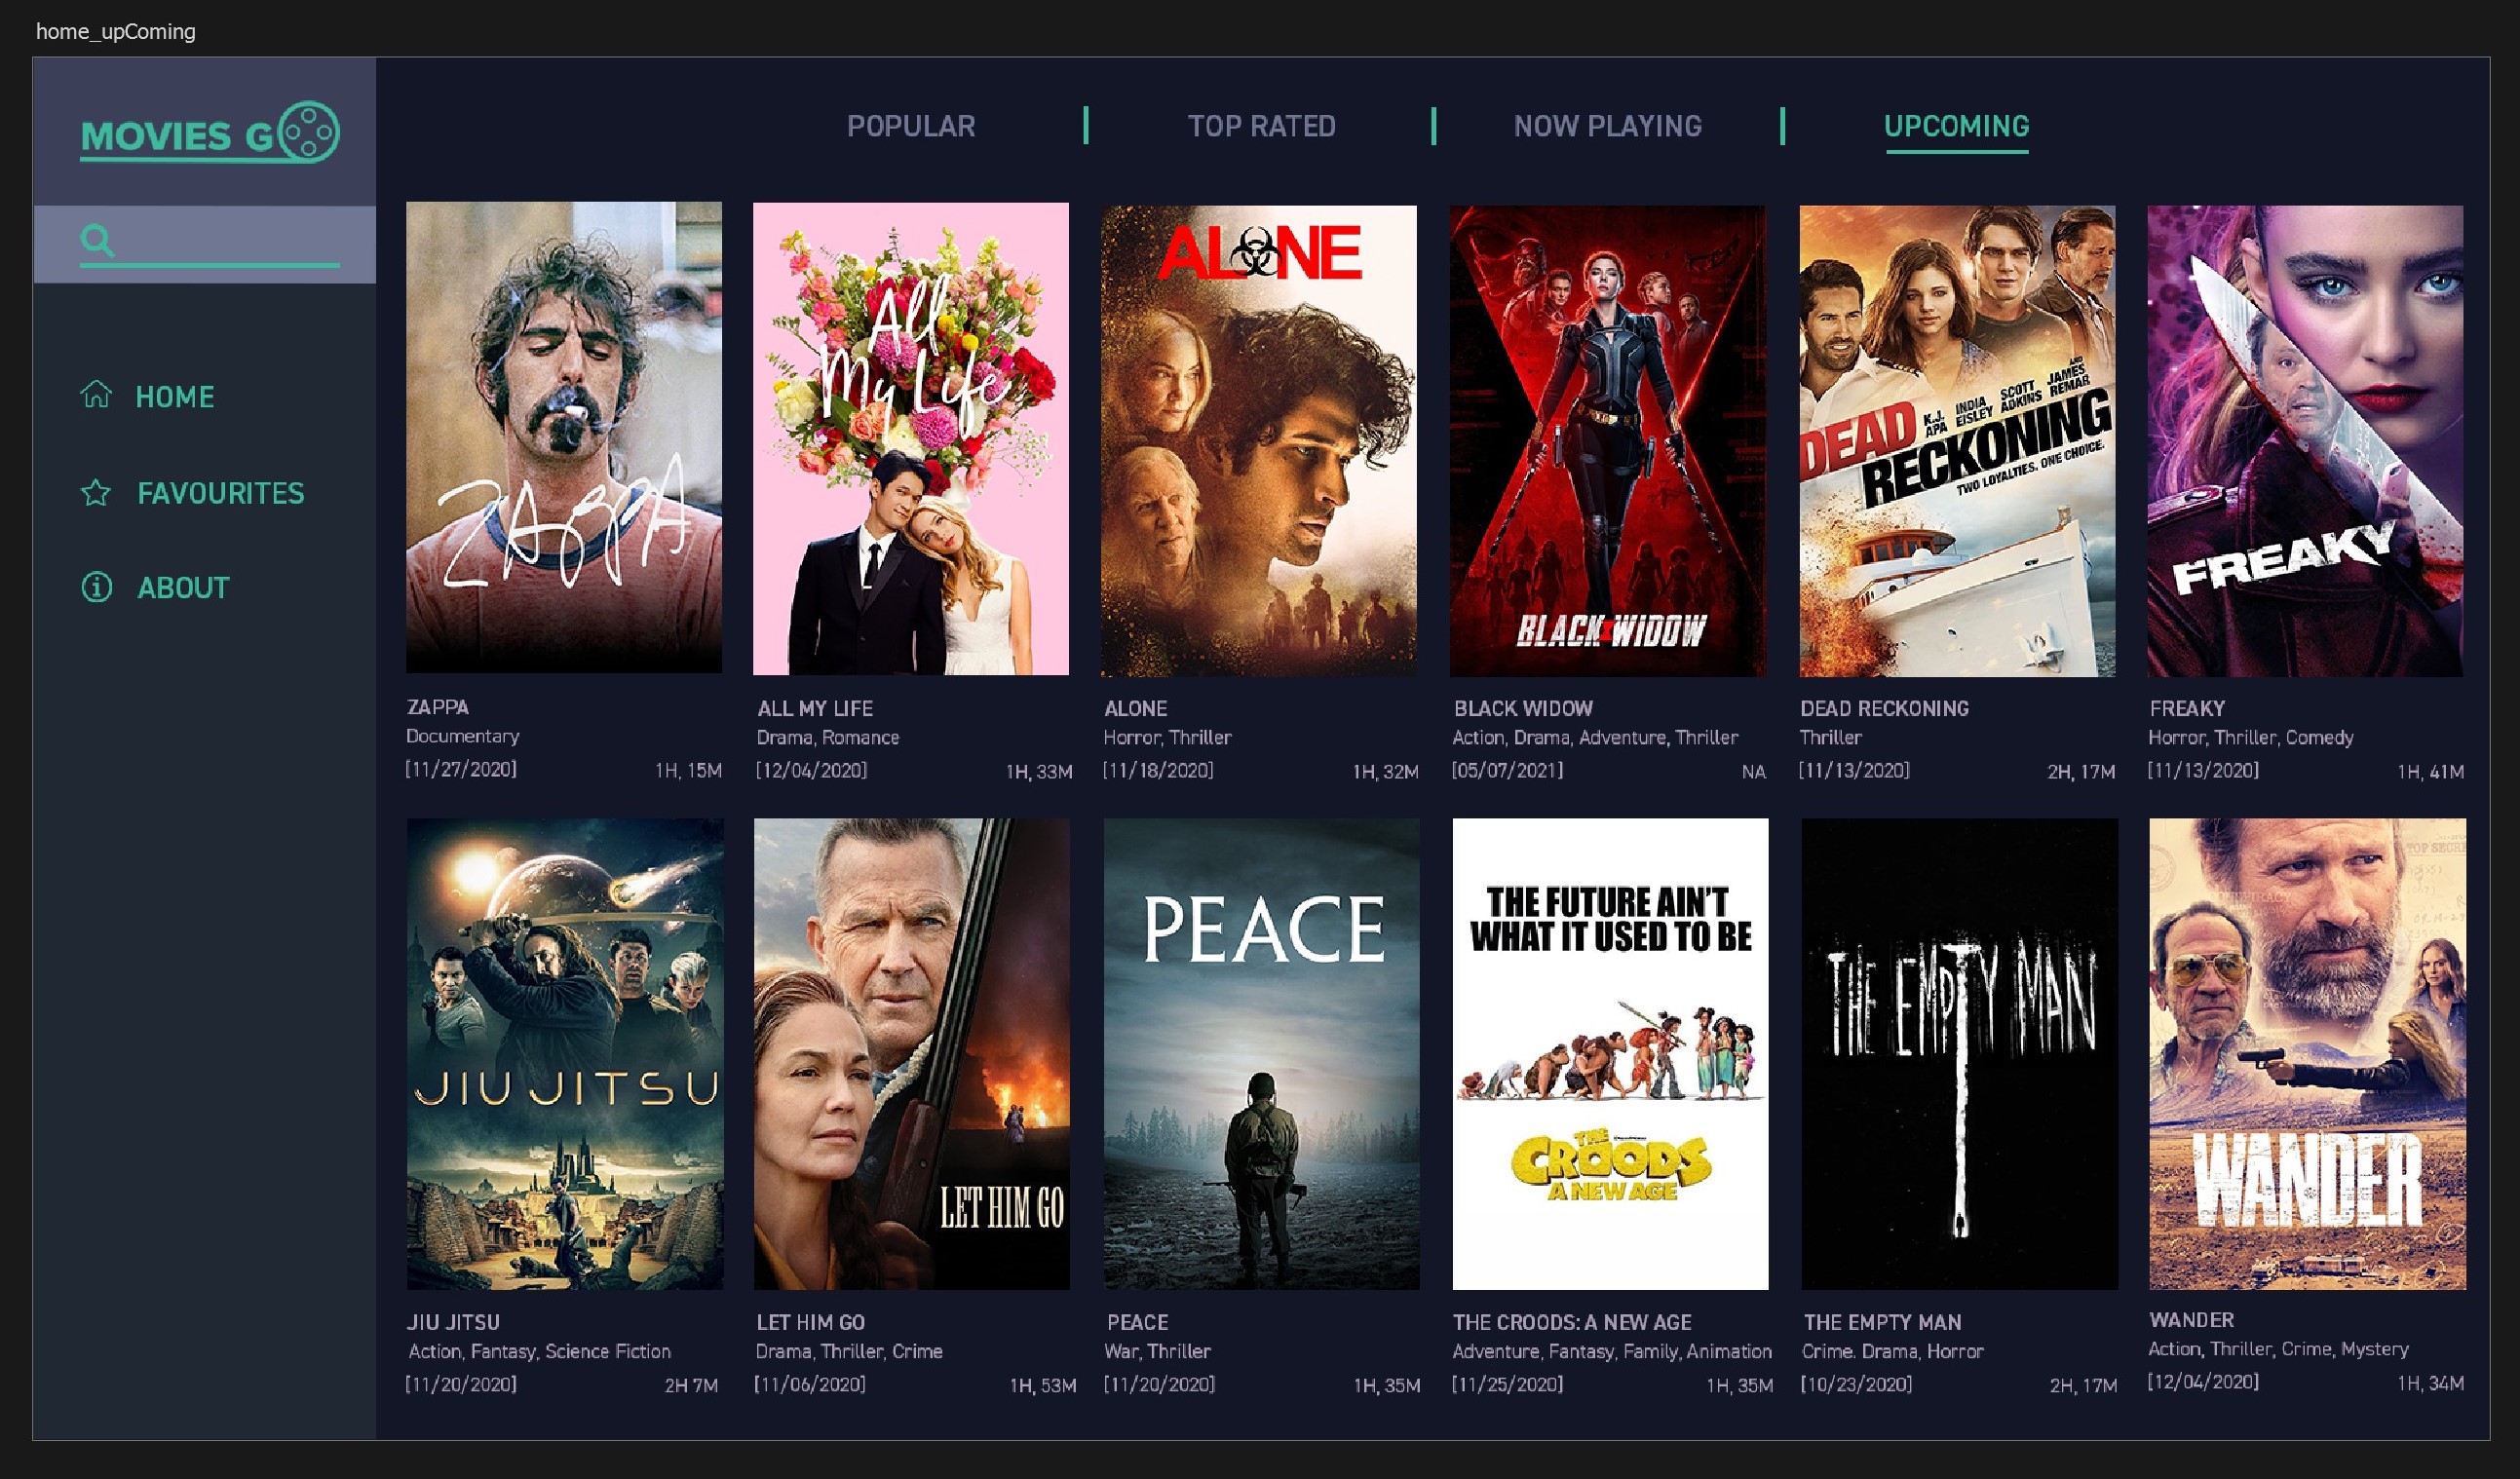 home_upComing
MOVIES GO
POPULAR
TOP RATED
NOW PLAYING
UPCOMING
HOME
FAVOURITES
ABOUT
ZAPPA
All
My Life
ALONE
BLACK WIDOW
K.J. APA
INDIA EISLEY
SCOTT ADKINS
AND JAMES REMAR
DEAD
RECKONING
TWO LOYALTIES. ONE CHOICE.
FREAKY
ZAPPA
Documentary
[11/27/2020] 1H, 15M
ALL MY LIFE
Drama, Romance
[12/04/2020] 1H, 33M
ALONE
Horror, Thriller
[11/18/2020] 1H, 32M
BLACK WIDOW
Action, Drama, Adventure, Thriller
[05/07/2021] NA
DEAD RECKONING
Thriller
[11/13/2020] 2H, 17M
FREAKY
Horror, Thriller, Comedy
[11/13/2020] 1H, 41M
JIU JITSU
LET HIM GO
PEACE
THE FUTURE AIN'T
WHAT IT USED TO BE
THE
CROODS
A NEW AGE
THE EMPTY MAN
TOP SECRE
WANDER
JIU JITSU
Action, Fantasy, Science Fiction
[11/20/2020] 2H 7M
LET HIM GO
Drama, Thriller, Crime
[11/06/2020] 1H, 53M
PEACE
War, Thriller
[11/20/2020] 1H, 35M
THE CROODS: A NEW AGE
Adventure, Fantasy, Family, Animation
[11/25/2020] 1H, 35M
THE EMPTY MAN
Crime. Drama, Horror
[10/23/2020] 2H, 17M
WANDER
Action, Thriller, Crime, Mystery
[12/04/2020] 1H, 34M